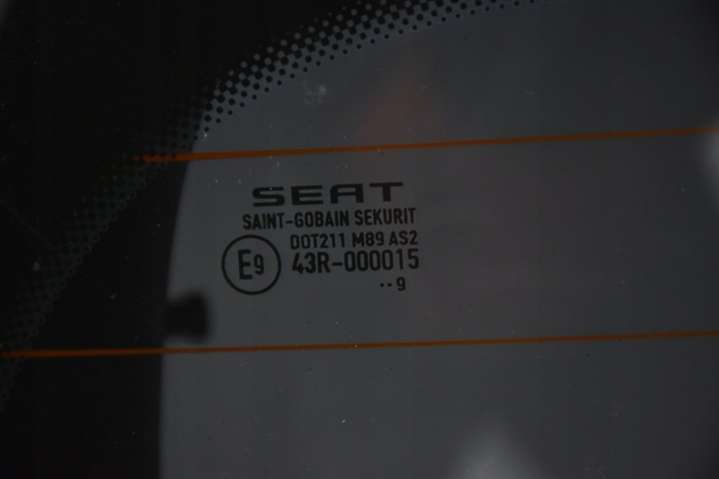 SEAT
SAINT-GOBAIN SEKURIT
DOT211 M89 AS2
E9 43R-000015
··9